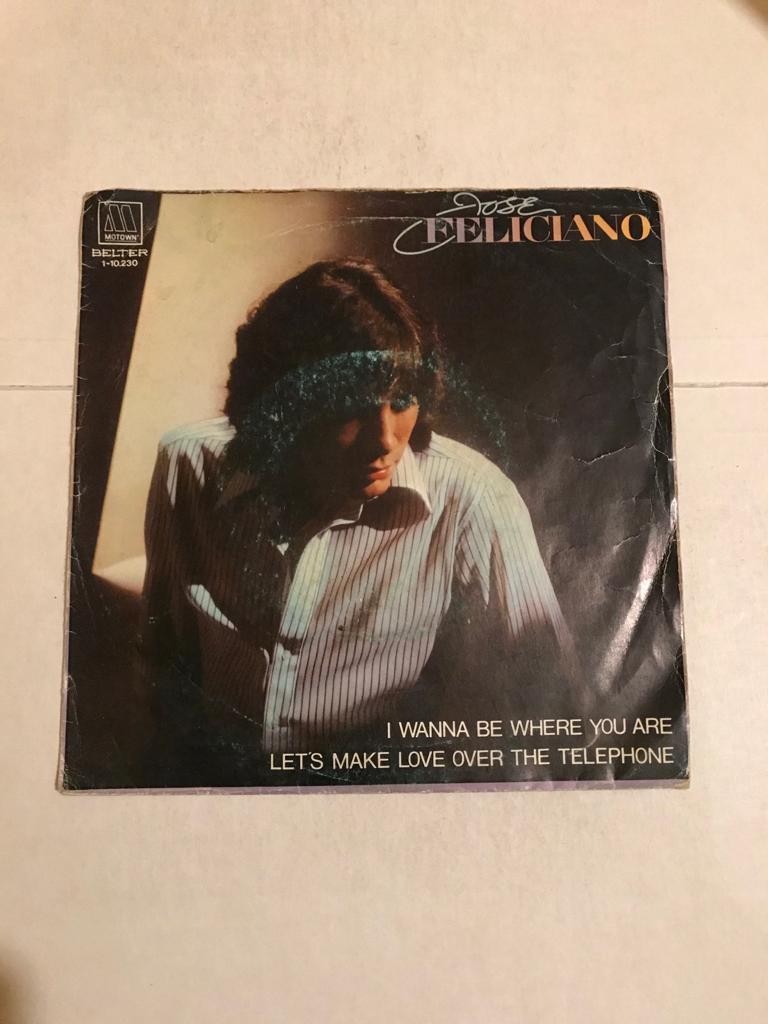 MOTOWN
BELTER
1-10.230
JOSE
FELICIANO
I WANNA BE WHERE YOU ARE
LET'S MAKE LOVE OVER THE TELEPHONE